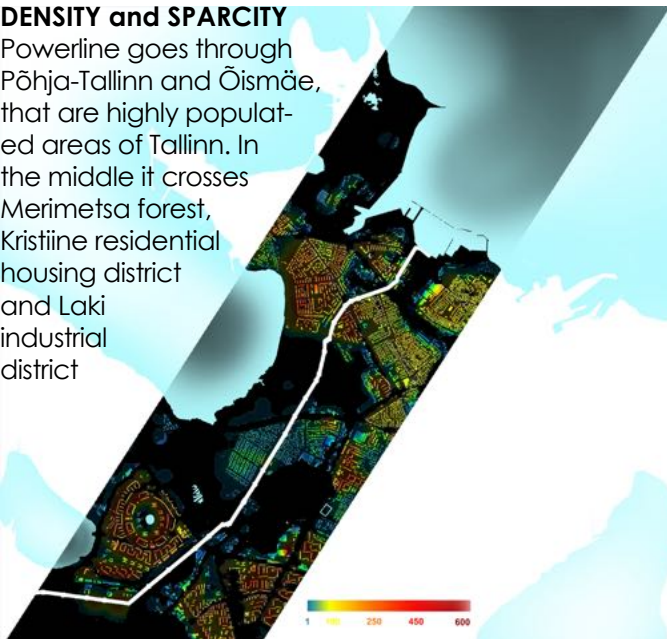 DENSITY and SPARCITY
Powerline goes through
Põhja-Tallinn and Õismäe,
that are highly populat-
ed areas of Tallinn. In
the middle it crosses
Merimetsa forest,
Kristiine residential
housing district
and Laki
industrial
district
1 100 250 450 600